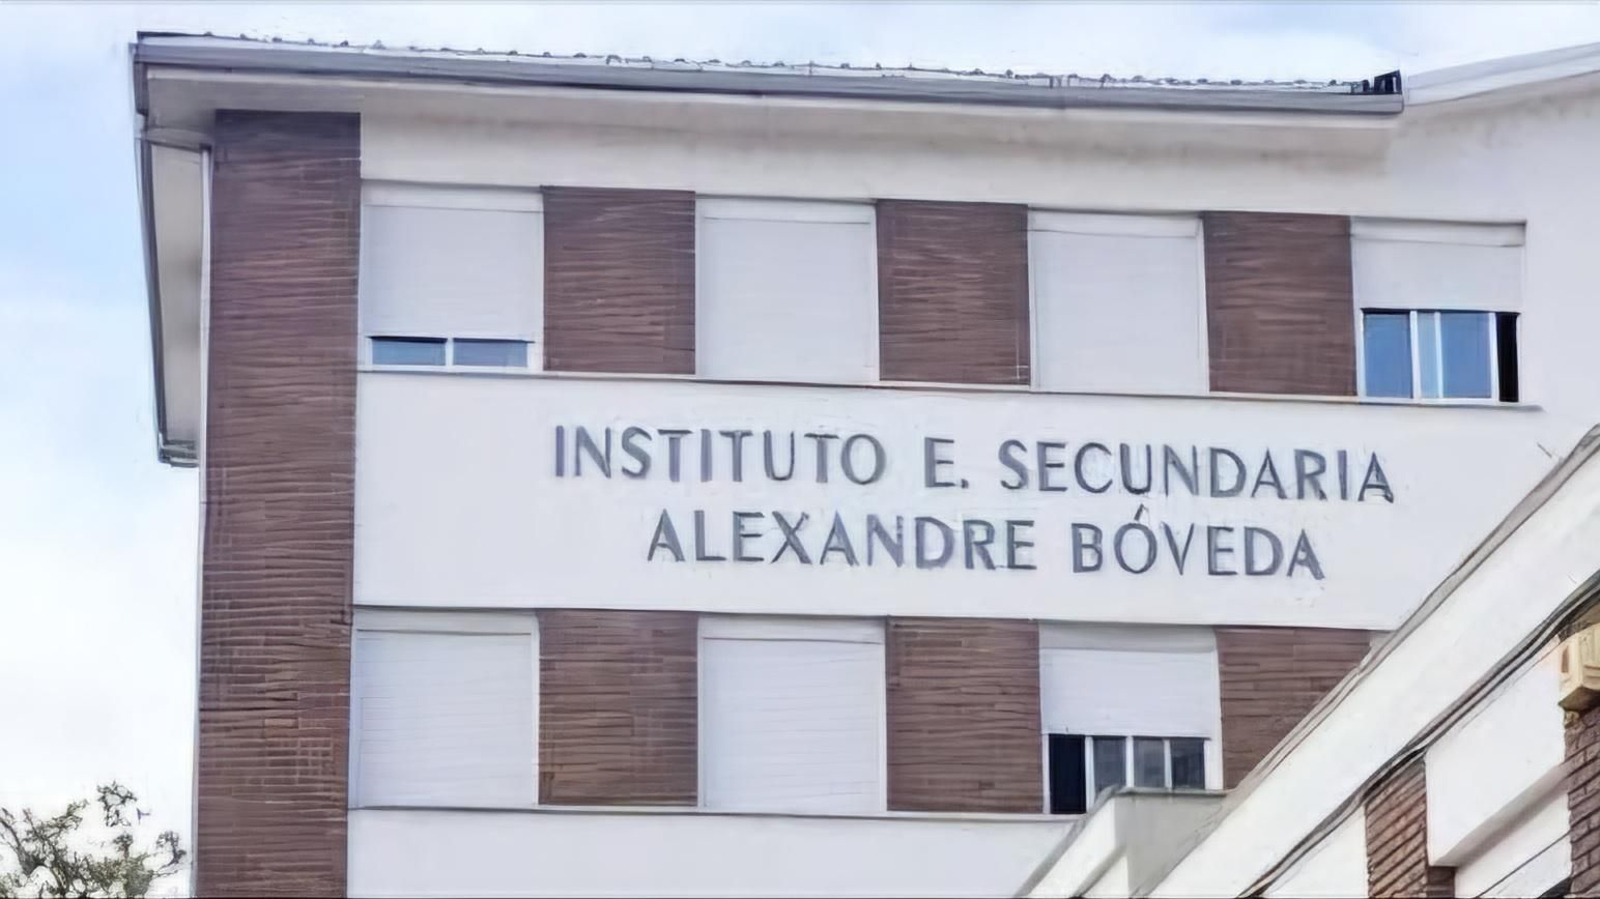 INSTITUTO E. SECUNDARIA
ALEXANDRE BÓVEDA